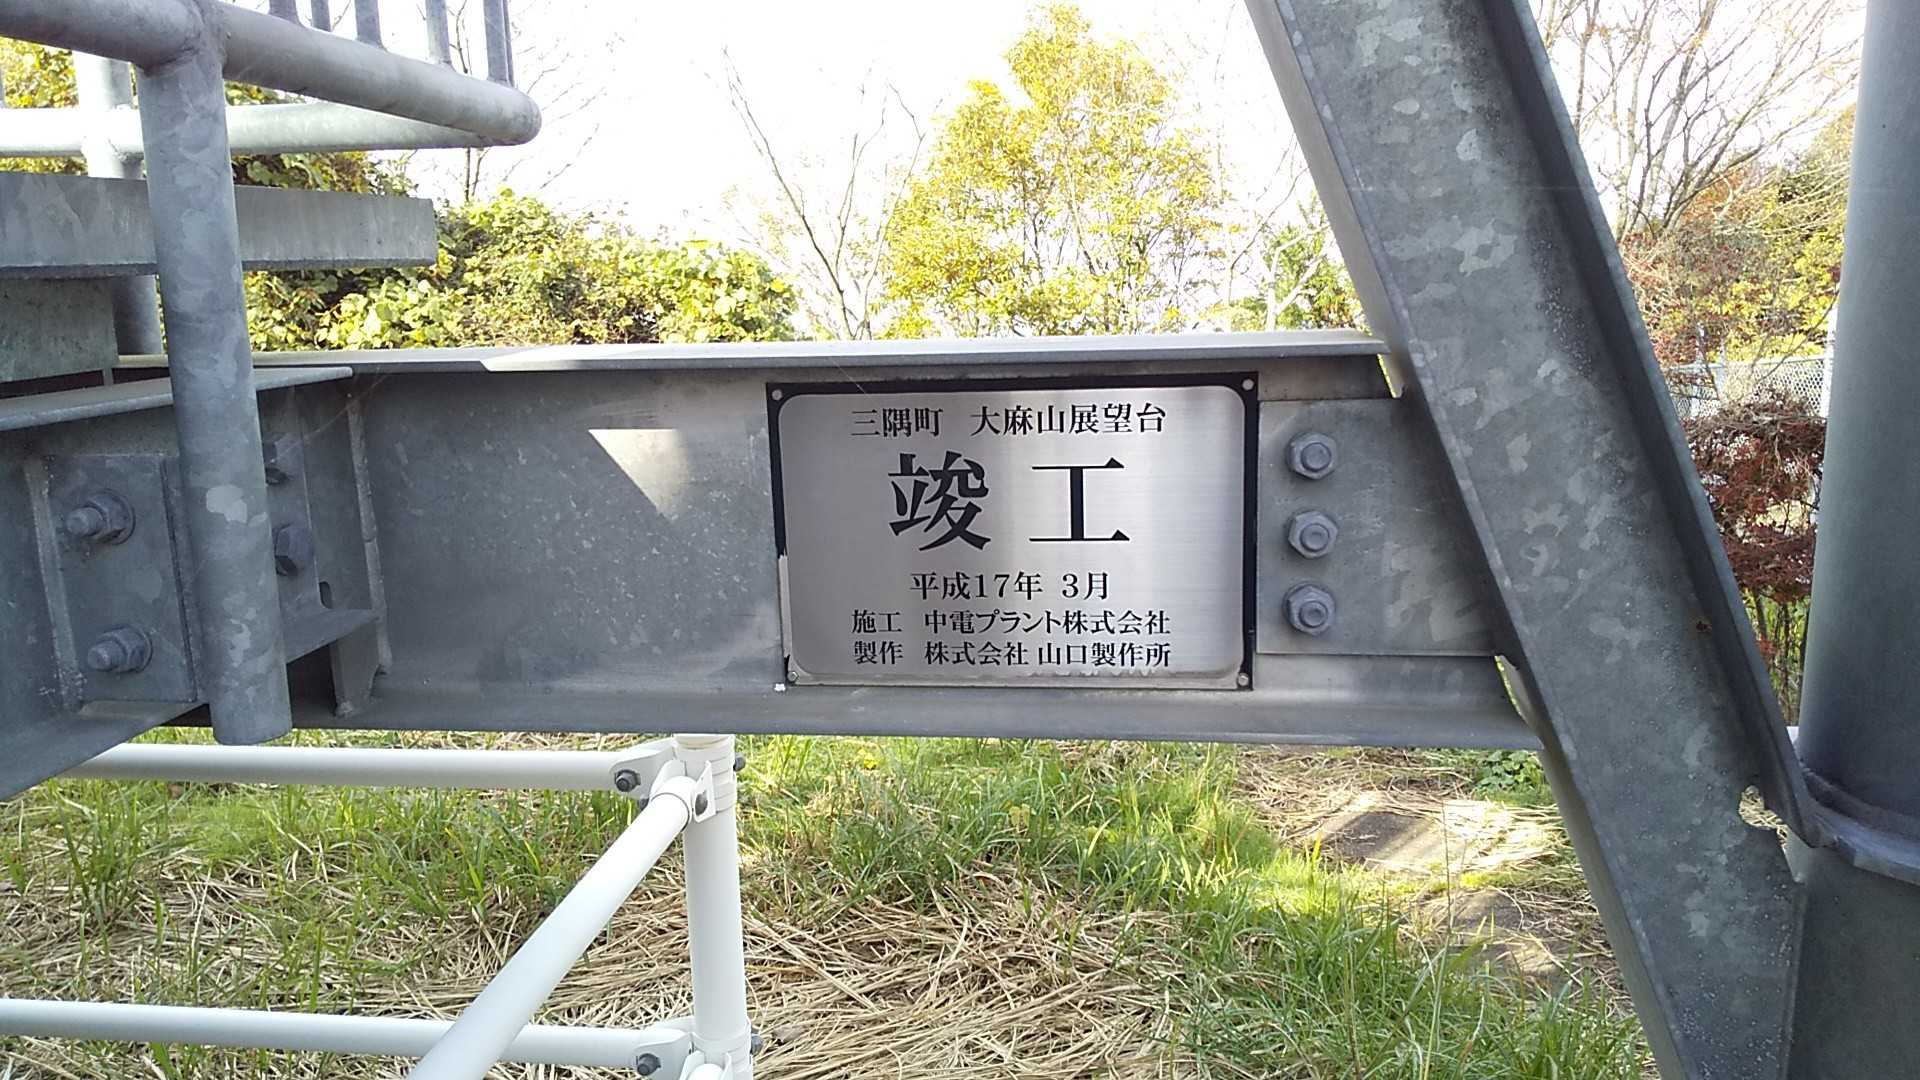 三隅町 大麻山展望台
竣工
平成17年 3月
施工 中電プラント株式会社
製作 株式会社 山口製作所